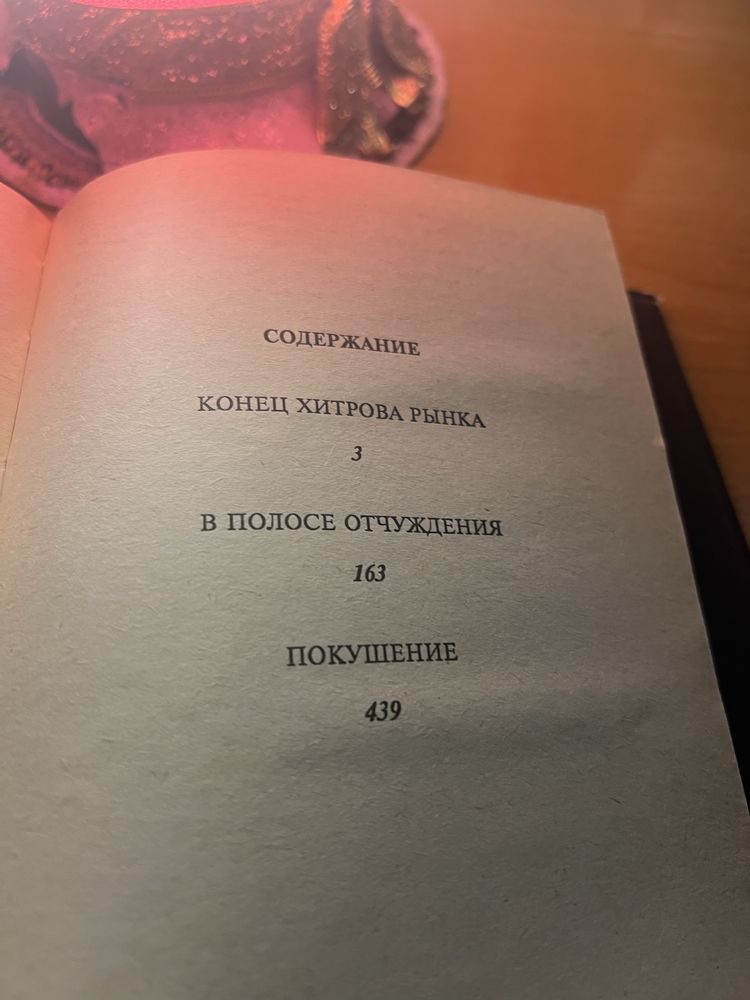 СОДЕРЖАНИЕ
КОНЕЦ ХИТРОВА РЫНКА
3
В ПОЛОСЕ ОТЧУЖДЕНИЯ
163
ПОКУШЕНИЕ
439